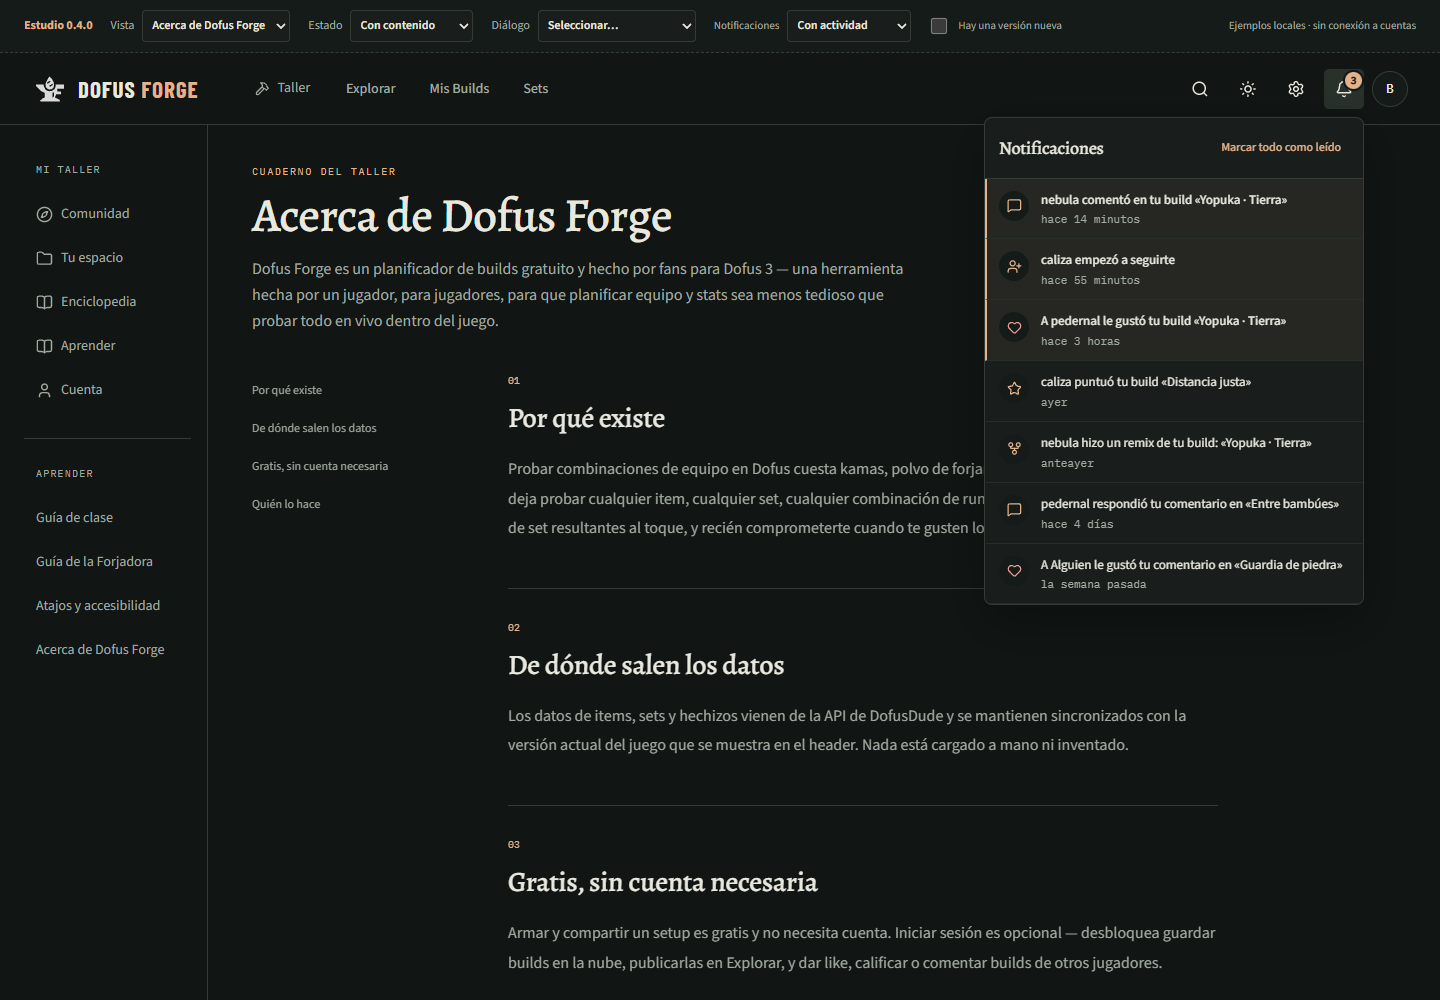 Estudio 0.4.0 Vista Acerca de Dofus Forge Estado Con contenido Diálogo Seleccionar... Notificaciones Con actividad Hay una versión nueva Ejemplos locales · sin conexión a cuentas
DOFUS FORGE Taller Explorar Mis Builds Sets 3 B
MI TALLER
Comunidad
Tu espacio
Enciclopedia
Aprender
Cuenta
APRENDER
Guía de clase
Guía de la Forjadora
Atajos y accesibilidad
Acerca de Dofus Forge
CUADERNO DEL TALLER
Acerca de Dofus Forge
Dofus Forge es un planificador de builds gratuito y hecho por fans para Dofus 3 — una herramienta
hecha por un jugador, para jugadores, para que planificar equipo y stats sea menos tedioso que
probar todo en vivo dentro del juego.
Por qué existe
De dónde salen los datos
Gratis, sin cuenta necesaria
Quién lo hace
01
Por qué existe
Probar combinaciones de equipo en Dofus cuesta kamas, polvo de forja
deja probar cualquier item, cualquier set, cualquier combinación de run
de set resultantes al toque, y recién comprometerte cuando te gusten lo
02
De dónde salen los datos
Los datos de items, sets y hechizos vienen de la API de DofusDude y se mantienen sincronizados con la
versión actual del juego que se muestra en el header. Nada está cargado a mano ni inventado.
03
Gratis, sin cuenta necesaria
Armar y compartir un setup es gratis y no necesita cuenta. Iniciar sesión es opcional — desbloquea guardar
builds en la nube, publicarlas en Explorar, y dar like, calificar o comentar builds de otros jugadores.
Notificaciones Marcar todo como leído
nebula comentó en tu build «Yopuka · Tierra»
hace 14 minutos
caliza empezó a seguirte
hace 55 minutos
A pedernal le gustó tu build «Yopuka · Tierra»
hace 3 horas
caliza puntuó tu build «Distancia justa»
ayer
nebula hizo un remix de tu build: «Yopuka · Tierra»
anteayer
pedernal respondió tu comentario en «Entre bambúes»
hace 4 días
A Alguien le gustó tu comentario en «Guardia de piedra»
la semana pasada